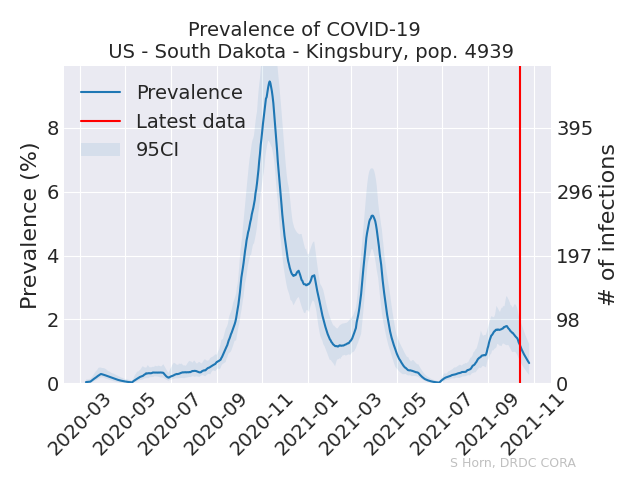 Prevalence of COVID-19
US - South Dakota - Kingsbury, pop. 4939
Prevalence
Latest data
95CI
Prevalence (%)
8
6
4
2
0
395
296
197
98
0
# of infections
2020-03
2020-05
2020-07
2020-09
2020-11
2021-01
2021-03
2021-05
2021-07
2021-09
2021-11
S Horn, DRDC CORA